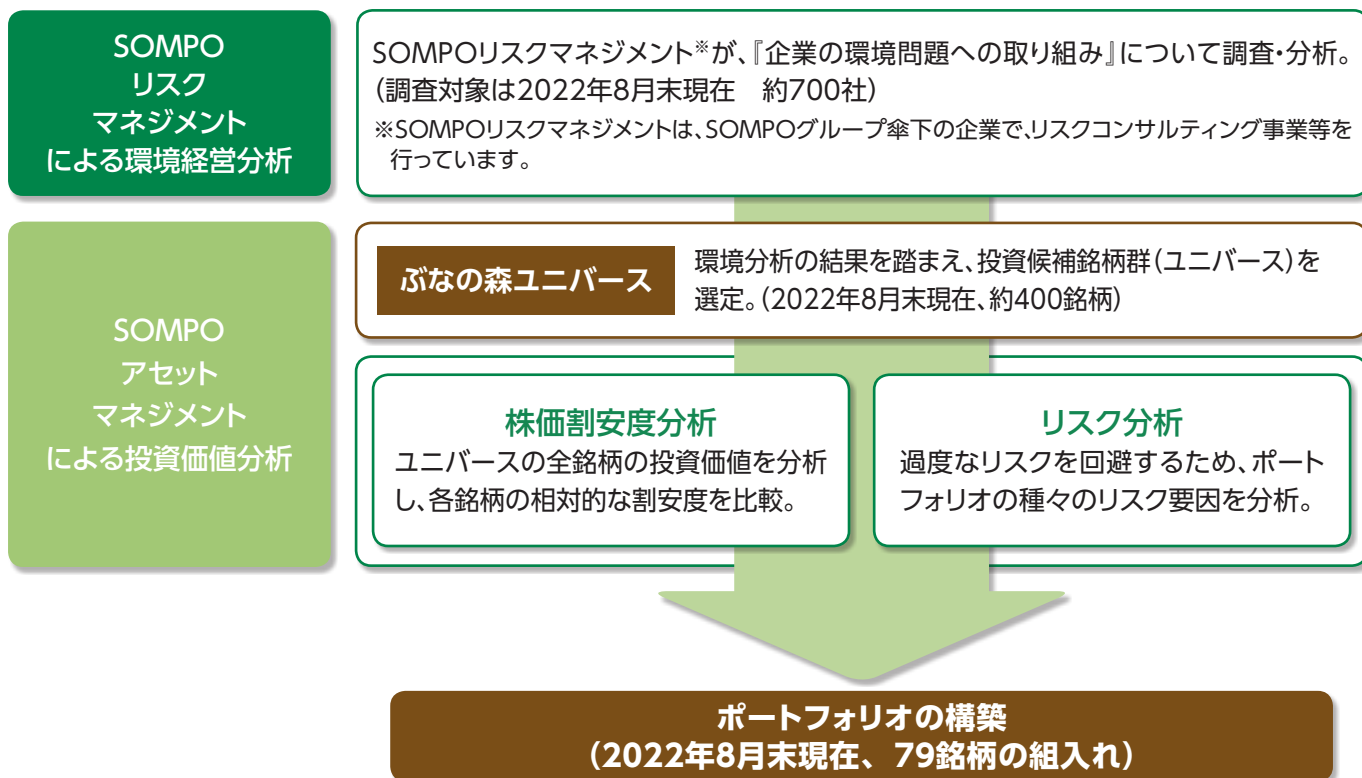 SOMPO
リスク
マネジメント
による環境経営分析
SOMPOリスクマネジメント※が、『企業の環境問題への取り組み』について調査・分析。
(調査対象は2022年8月末現在　約700社)
※SOMPOリスクマネジメントは、SOMPOグループ傘下の企業で、リスクコンサルティング事業等を
行っています。
SOMPO
アセット
マネジメント
による投資価値分析
ぶなの森ユニバース
環境分析の結果を踏まえ、投資候補銘柄群(ユニバース)を
選定。(2022年8月末現在、約400銘柄)
株価割安度分析
ユニバースの全銘柄の投資価値を分析
し、各銘柄の相対的な割安度を比較。
リスク分析
過度なリスクを回避するため、ポート
フォリオの種々のリスク要因を分析。
ポートフォリオの構築
(2022年8月末現在、79銘柄の組入れ)